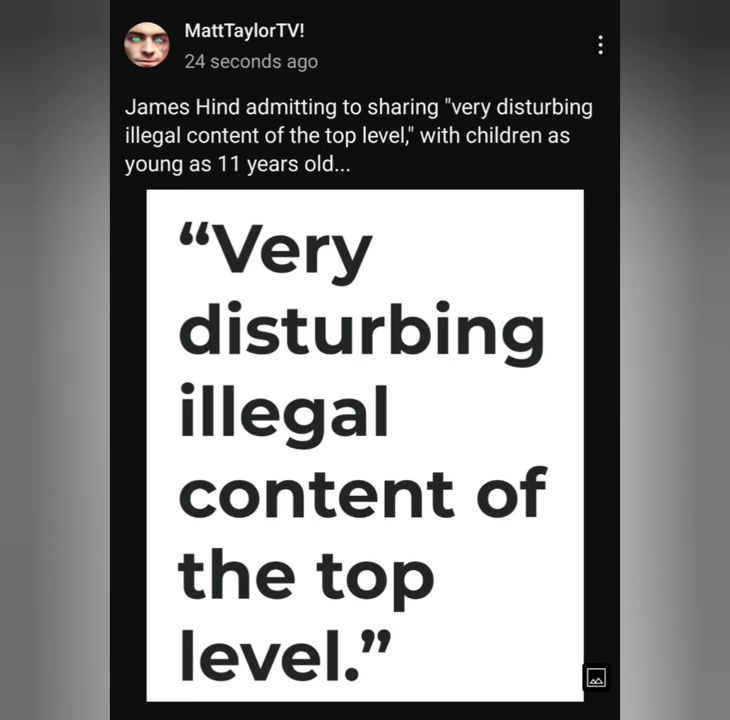 MattTaylorTV!
24 seconds ago
James Hind admitting to sharing "very disturbing
illegal content of the top level," with children as
young as 11 years old...
“Very
disturbing
illegal
content of
the top
level.”